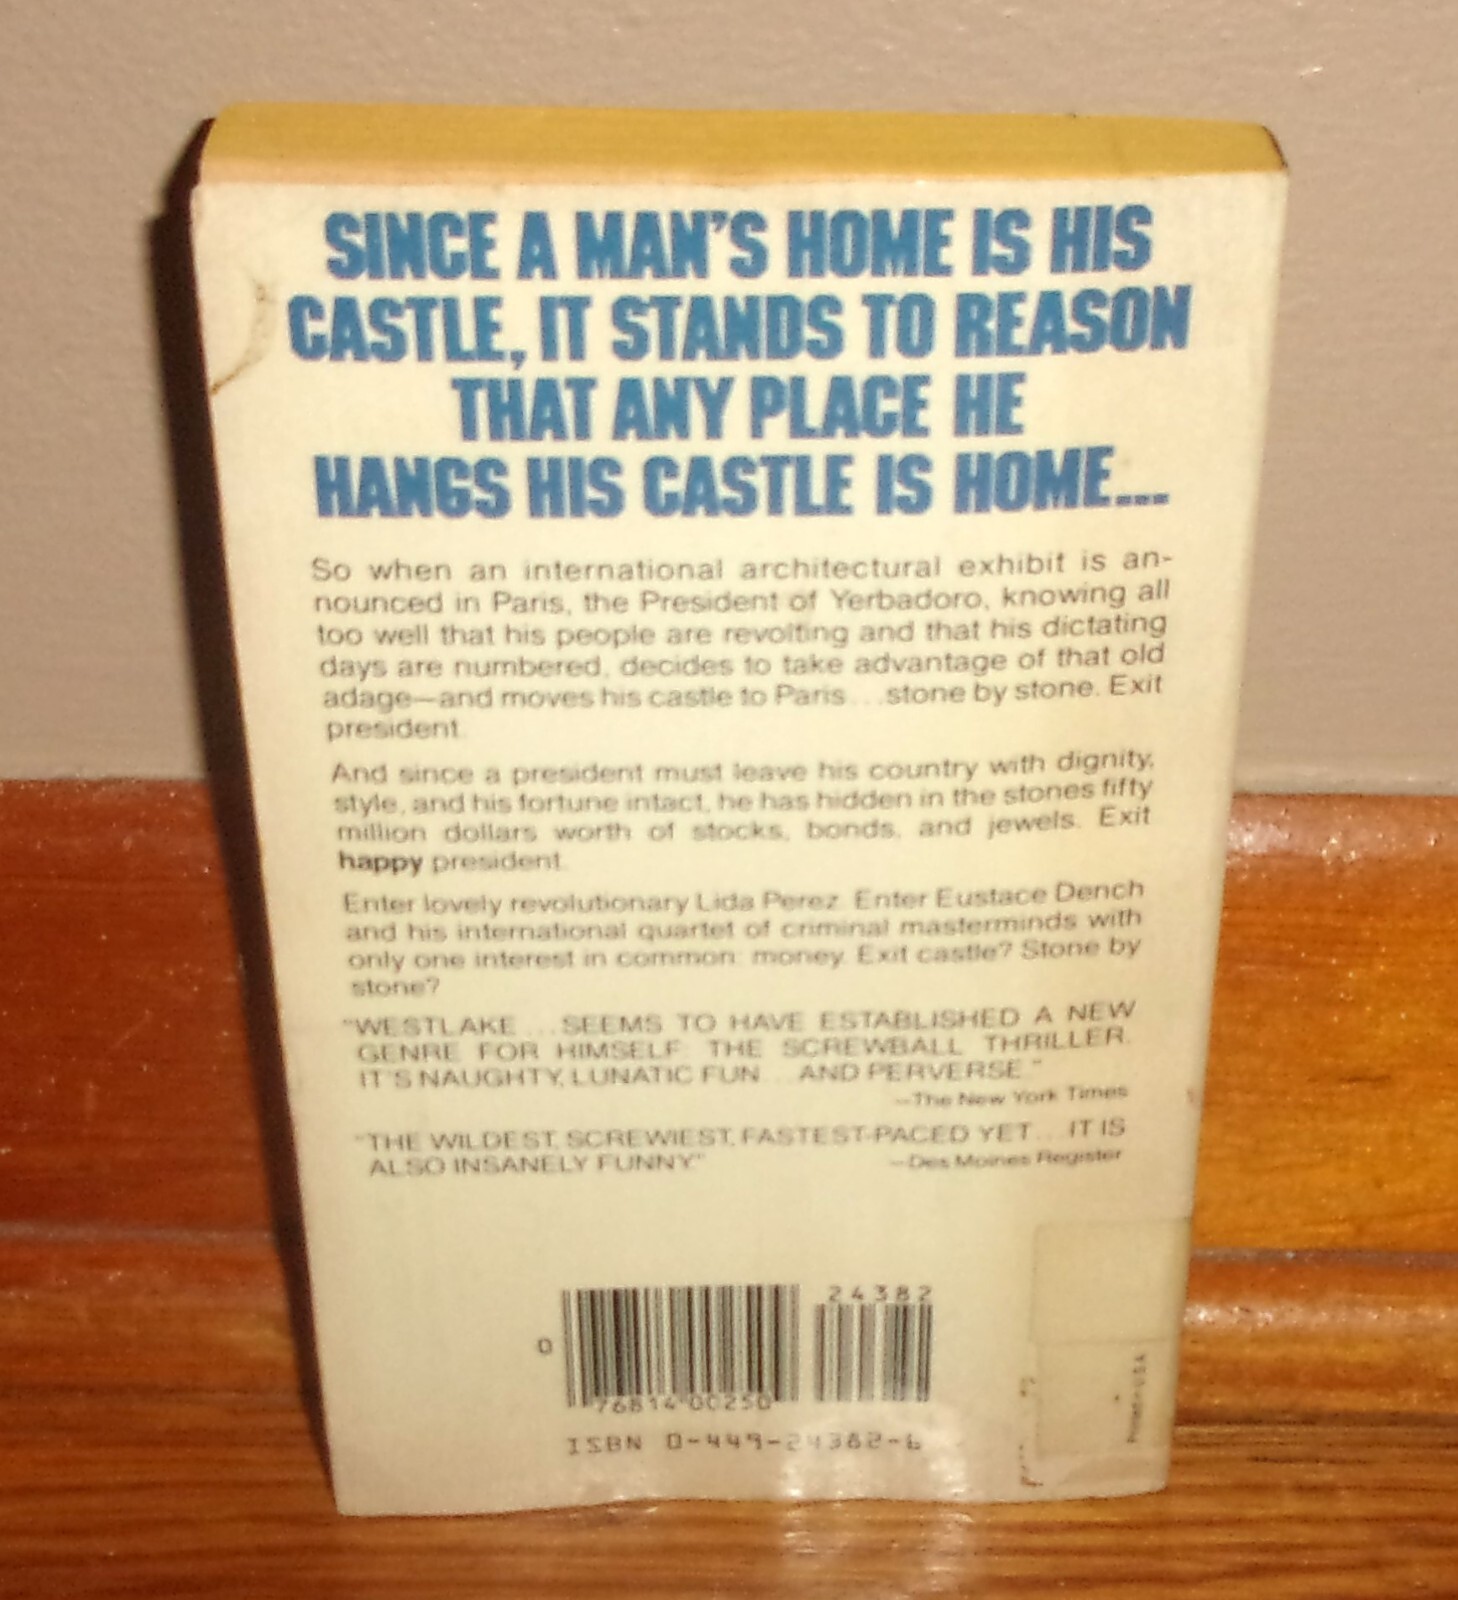 SINCE A MAN'S HOME IS HIS
CASTLE, IT STANDS TO REASON
THAT ANY PLACE HE
HANGS HIS CASTLE IS HOME....
So when an international architectural exhibit is an-
nounced in Paris, the President of Yerbadoro, knowing all
too well that his people are revolting and that his dictating
days are numbered, decides to take advantage of that old
adage—and moves his castle to Paris...stone by stone. Exit
president.
And since a president must leave his country with dignity,
style, and his fortune intact, he has hidden in the stones fifty
million dollars worth of stocks, bonds, and jewels. Exit
happy president.
Enter lovely revolutionary Lida Perez. Enter Eustace Dench
and his international quartet of criminal masterminds with
only one interest in common: money. Exit castle? Stone by
stone?
"WESTLAKE...SEEMS TO HAVE ESTABLISHED A NEW
GENRE FOR HIMSELF: THE SCREWBALL THRILLER.
IT'S NAUGHTY, LUNATIC FUN...AND PERVERSE."
—The New York Times
"THE WILDEST, SCREWIEST, FASTEST-PACED YET...IT IS
ALSO INSANELY FUNNY."
—Des Moines Register
24382
0
76814 00250
ISBN 0-449-24382-6
Printed in USA